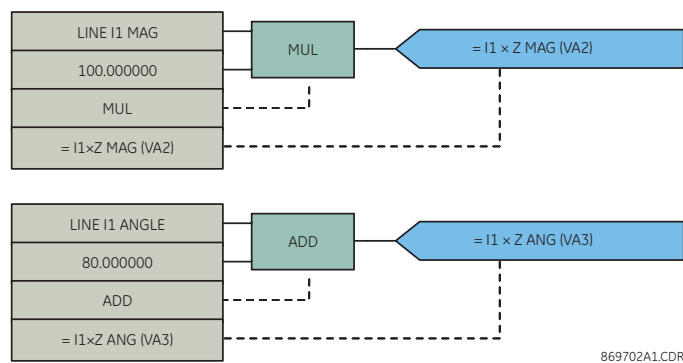 LINE I1 MAG
100.000000
MUL
= I1×Z MAG (VA2)
MUL
= I1 × Z MAG (VA2)
LINE I1 ANGLE
80.000000
ADD
= I1×Z ANG (VA3)
ADD
= I1 × Z ANG (VA3)
869702A1.CDR